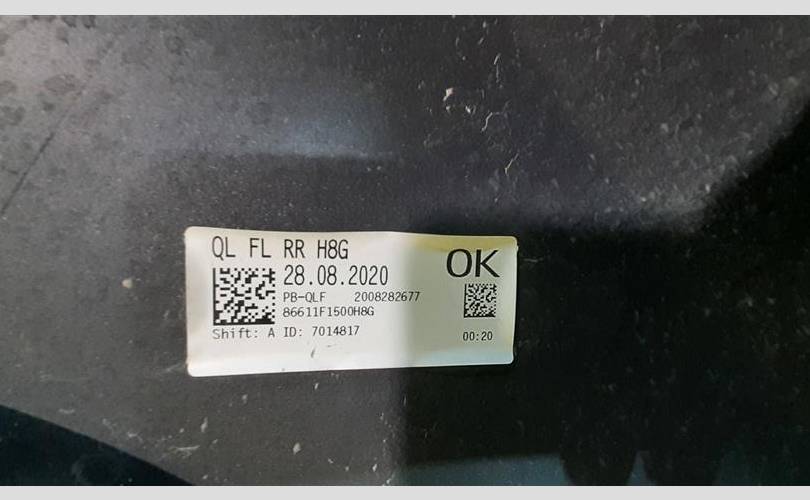 QL FL RR H8G
OK
28.08.2020
PB-QLF 2008282677
86611F1500H8G
Shift: A ID: 7014817
00:20